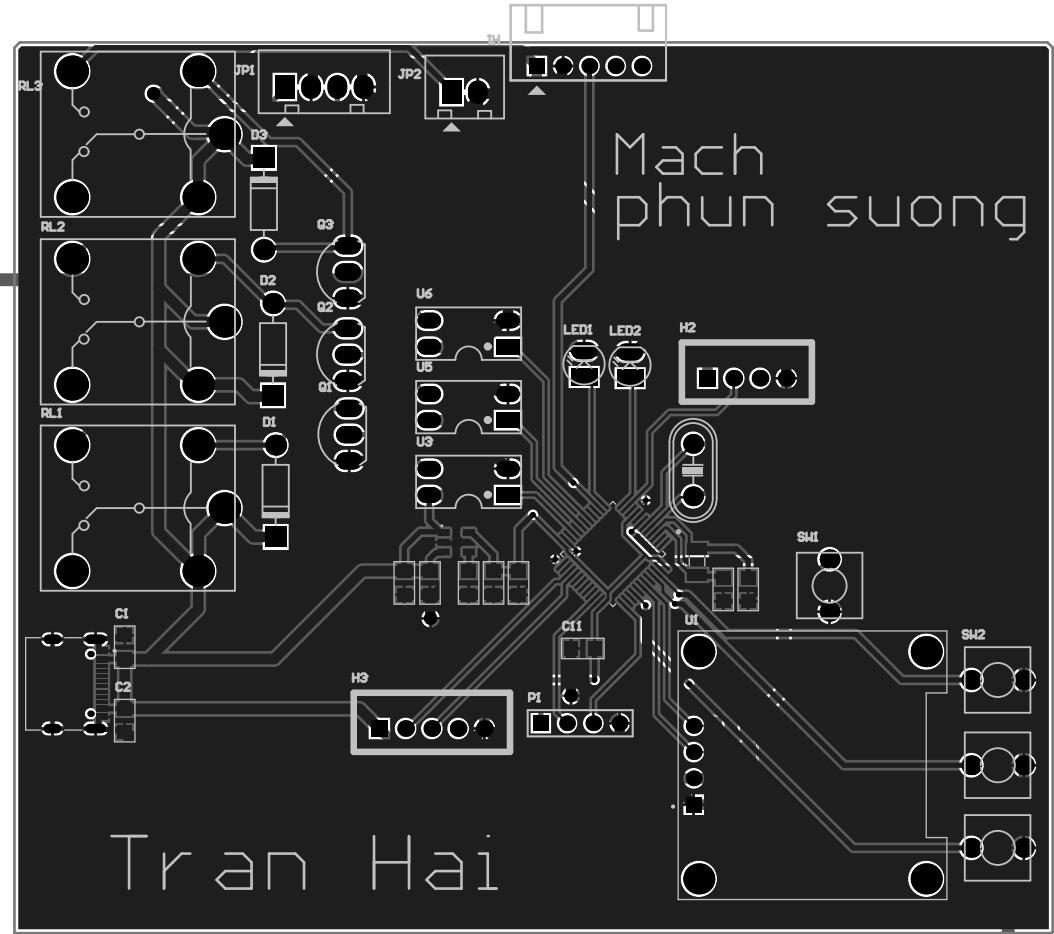 RL3
JP1
JP2
D3
Mach
phun suong
RL2
Q3
D2
U6
Q2
LED1
LED2
H2
U5
Q1
RL1
D1
U3
SW1
C1
C11
U1
SW2
H3
C2
P1
Tran Hai